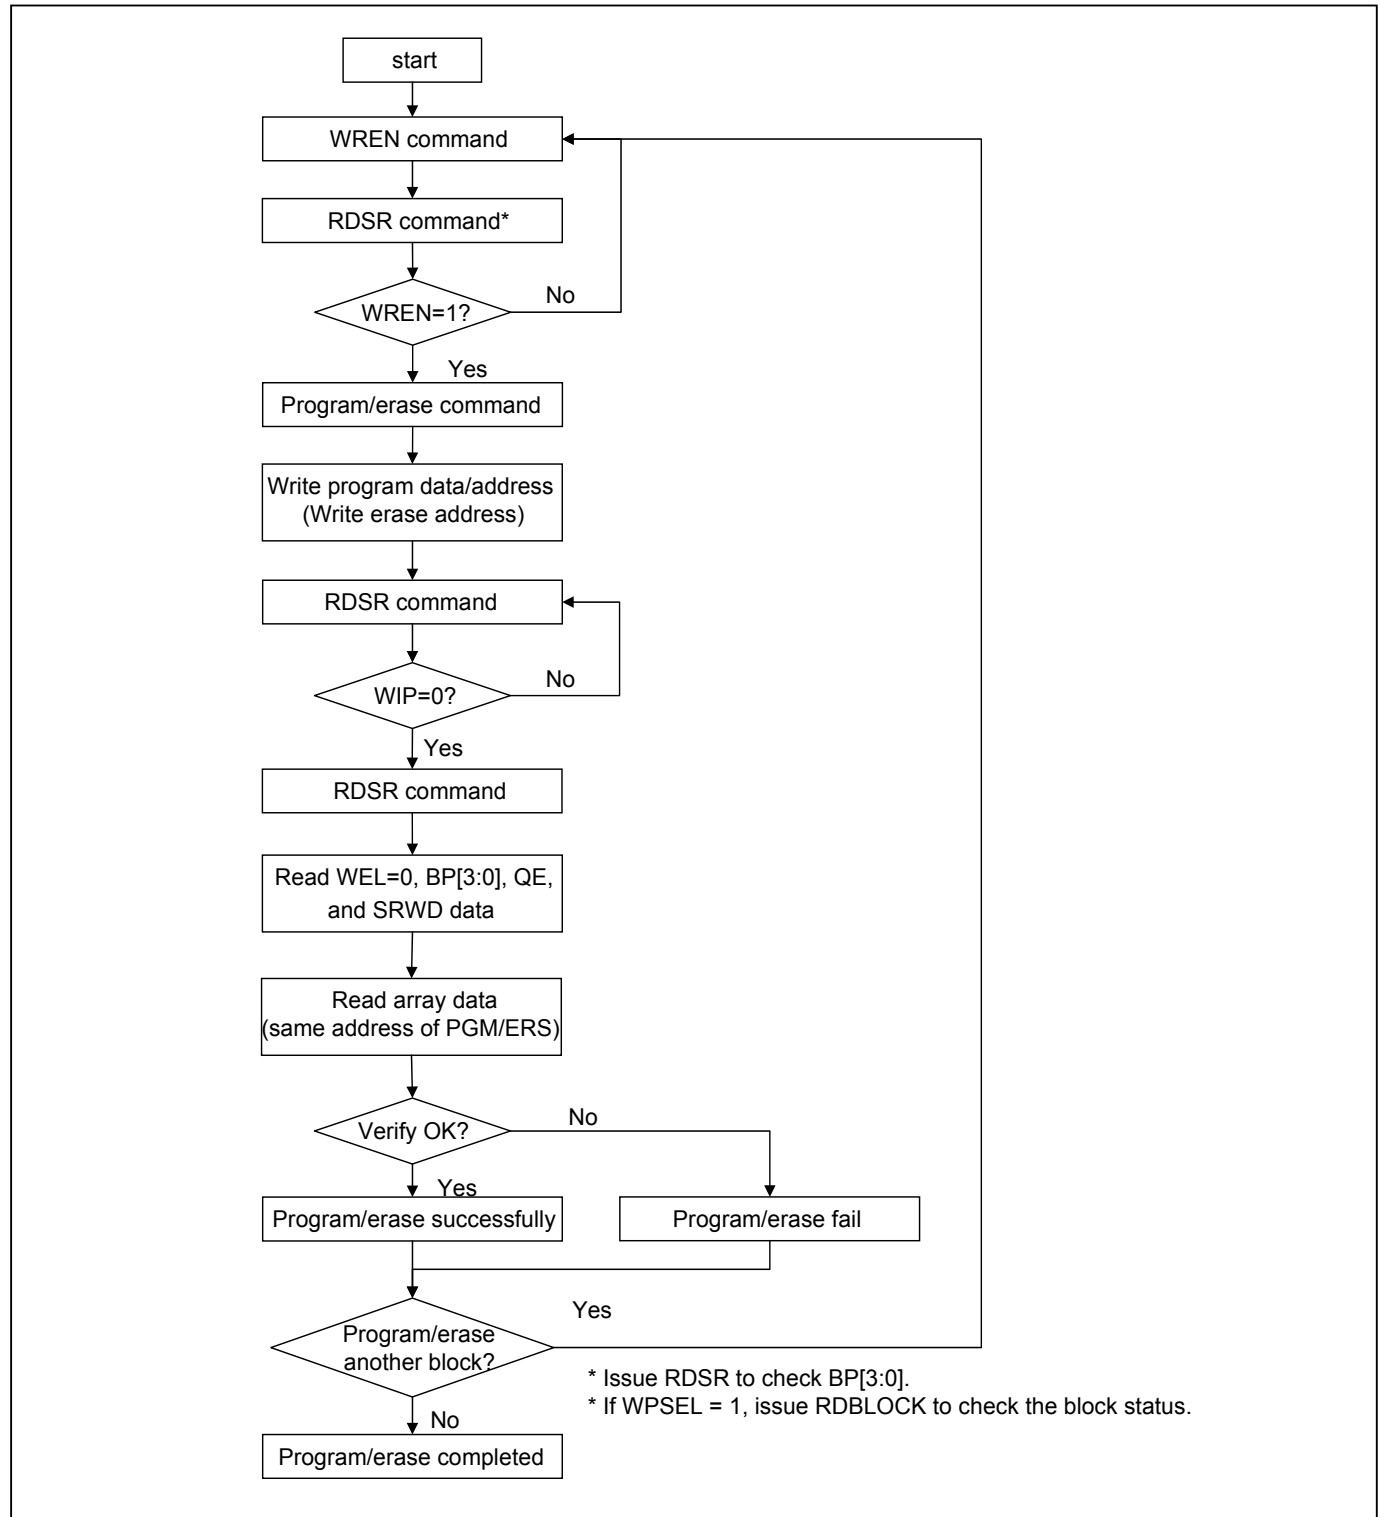 start
WREN command
RDSR command*
WREN=1?
No
Yes
Program/erase command
Write program data/address
(Write erase address)
RDSR command
WIP=0?
No
Yes
RDSR command
Read WEL=0, BP[3:0], QE,
and SRWD data
Read array data
(same address of PGM/ERS)
Verify OK?
No
Yes
Program/erase successfully
Program/erase fail
Yes
Program/erase
another block?
* Issue RDSR to check BP[3:0].
* If WPSEL = 1, issue RDBLOCK to check the block status.
No
Program/erase completed